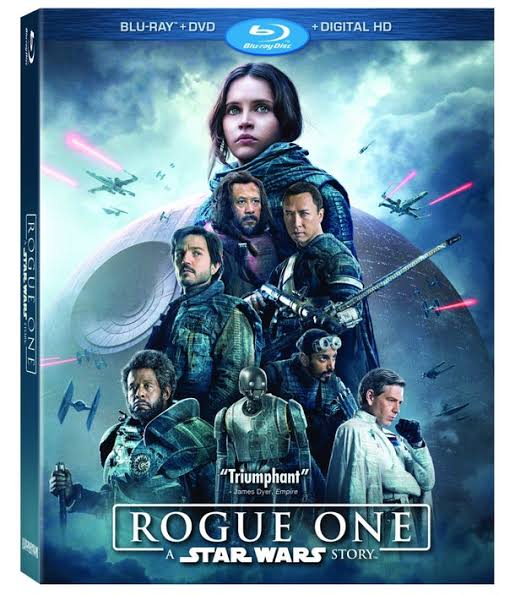 BLU-RAY™ + DVD + DIGITAL HD
Blu-ray Disc
ROGUE ONE
A
STAR WARS
STORY
"Triumphant"
- James Dyer, Empire
ROGUE ONE
A STAR WARS STORY™